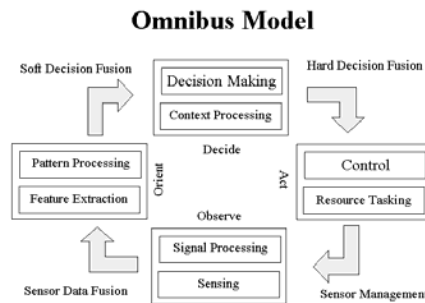 Omnibus Model
Soft Decision Fusion
Decision Making
Hard Decision Fusion
Context Processing
Decide
Pattern Processing
Feature Extraction
Orient
Act
Control
Resource Tasking
Observe
Signal Processing
Sensing
Sensor Data Fusion
Sensor Management